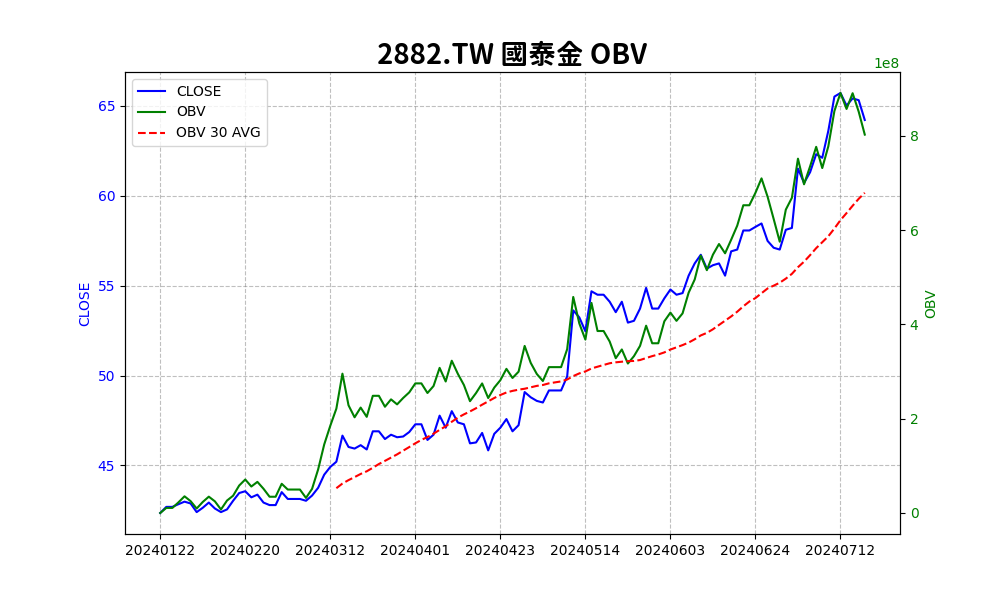 2882.TW 國泰金 OBV
1e8
CLOSE
OBV
OBV 30 AVG
65
60
55
50
45
CLOSE
8
6
4
2
0
OBV
20240122 20240220 20240312 20240401 20240423 20240514 20240603 20240624 20240712